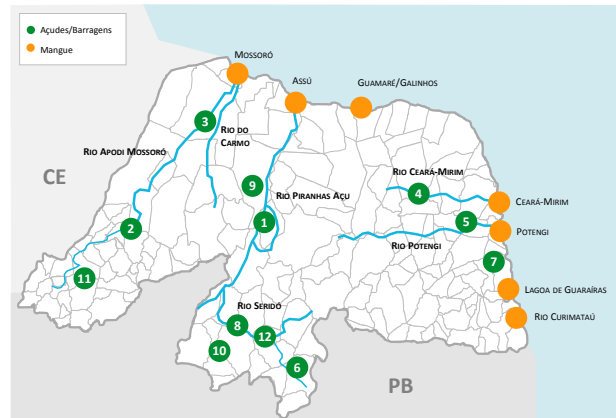 Açudes/Barragens
Mangue
Mossoró
Assú
Guamaré/Galinhos
3
Rio do
Carmo
Rio Apodi Mossoró
CE
9
Rio Ceará-Mirim
4
Rio Piranhas Açu
Ceará-Mirim
1
5
2
Potengi
Rio Potengi
7
11
Lagoa de Guaraíras
Rio Seridó
8
Rio Curimataú
12
10
6
PB